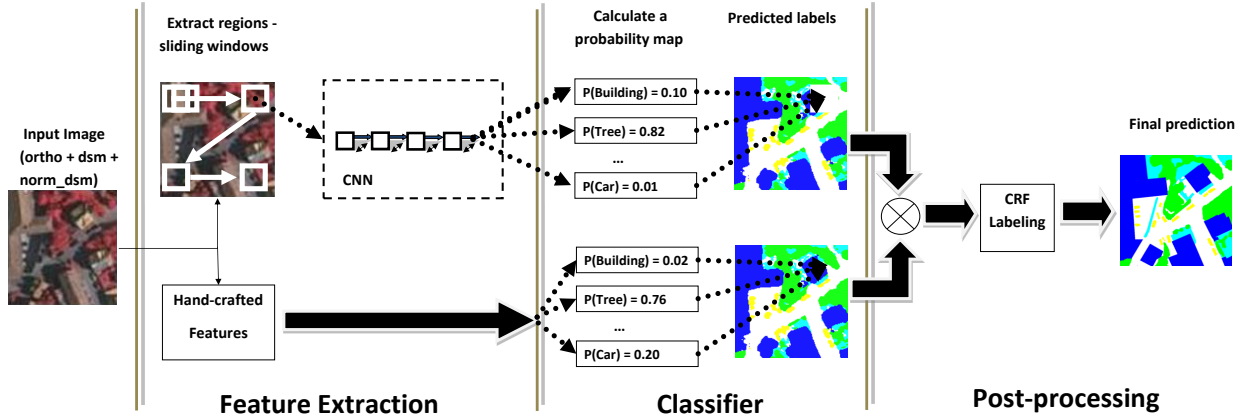 Extract regions -
sliding windows
Calculate a
probability map
Predicted labels
Input Image
(ortho + dsm +
norm_dsm)
CNN
P(Building) = 0.10
P(Tree) = 0.82
...
P(Car) = 0.01
Hand-crafted
Features
P(Building) = 0.02
P(Tree) = 0.76
...
P(Car) = 0.20
CRF
Labeling
Final prediction
Feature Extraction
Classifier
Post-processing